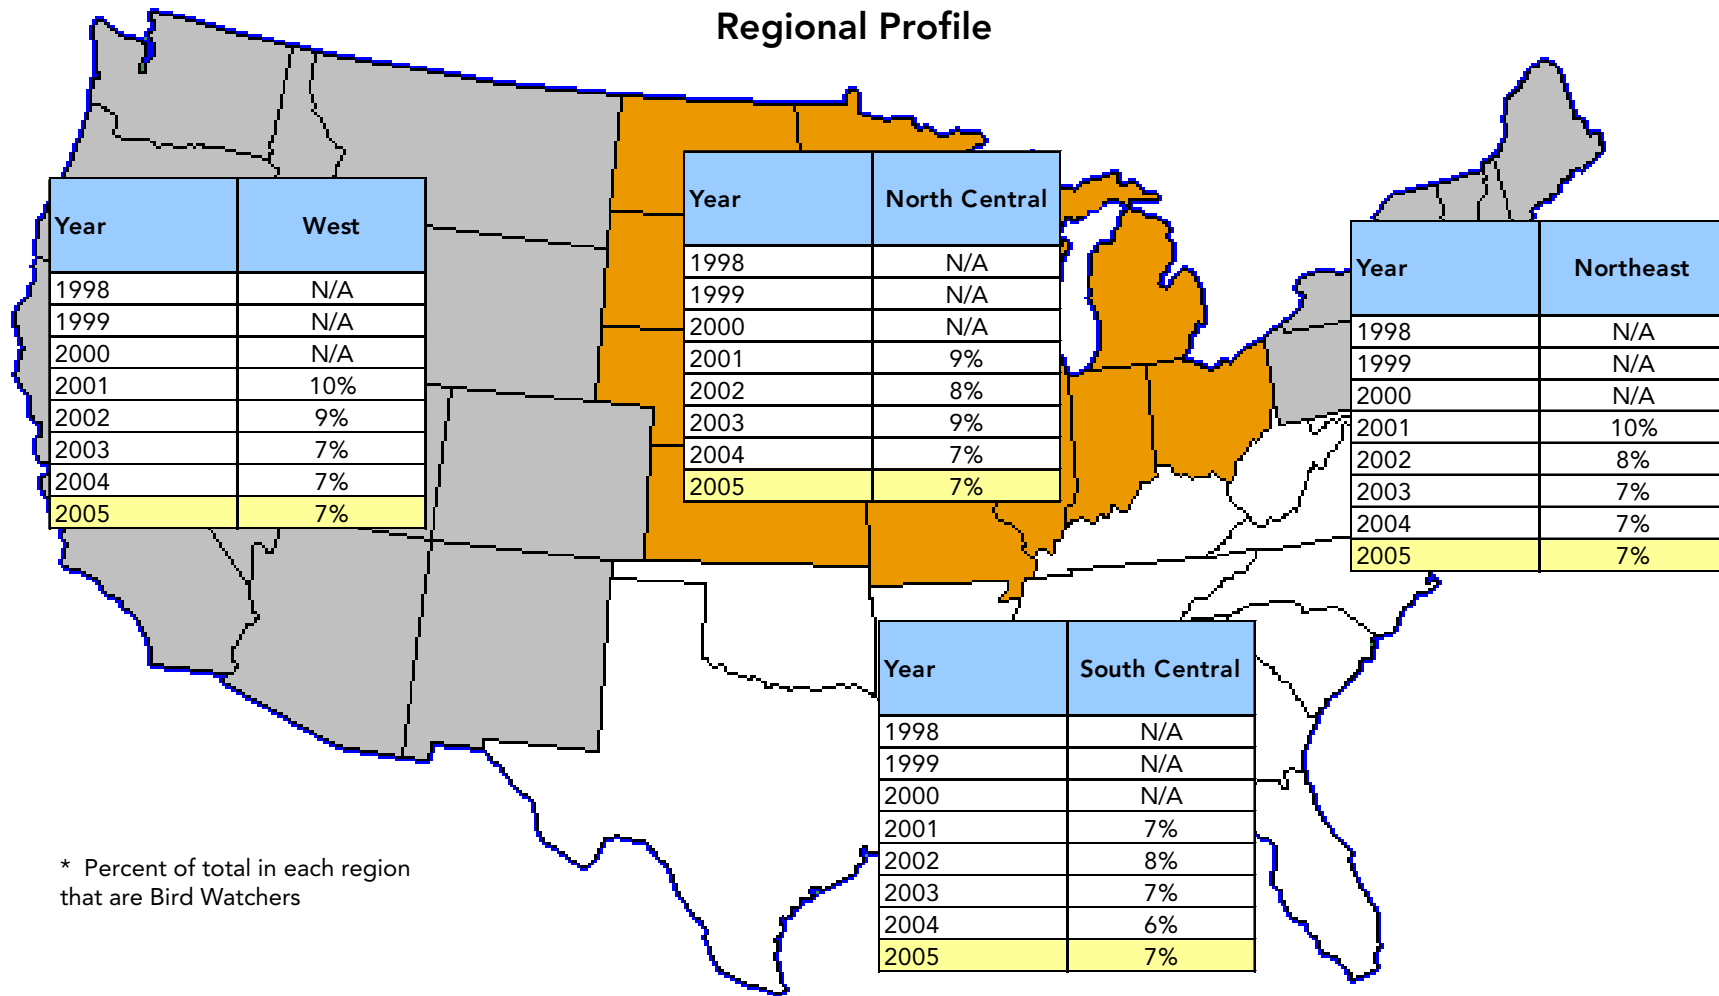 Regional Profile
Year West
1998 N/A
1999 N/A
2000 N/A
2001 10%
2002 9%
2003 7%
2004 7%
2005 7%
Year North Central
1998 N/A
1999 N/A
2000 N/A
2001 9%
2002 8%
2003 9%
2004 7%
2005 7%
Year Northeast
1998 N/A
1999 N/A
2000 N/A
2001 10%
2002 8%
2003 7%
2004 7%
2005 7%
Year South Central
1998 N/A
1999 N/A
2000 N/A
2001 7%
2002 8%
2003 7%
2004 6%
2005 7%
* Percent of total in each region
that are Bird Watchers